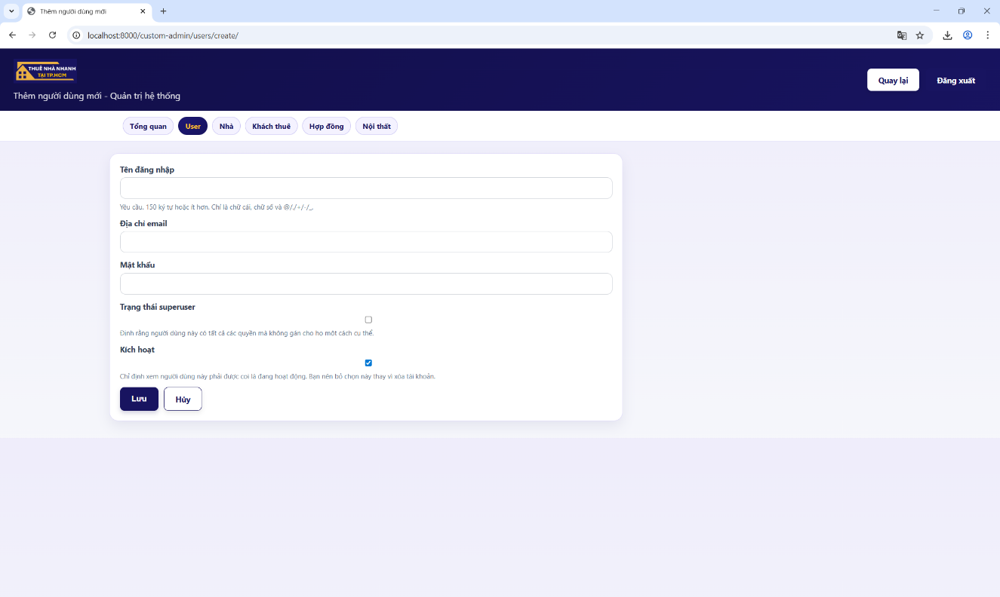 Thêm người dùng mới
localhost:8000/custom-admin/users/create/
THUÊ NHÀ NHANH
TẠI TP.HCM
Thêm người dùng mới - Quản trị hệ thống
Quay lại
Đăng xuất
Tổng quan
User
Nhà
Khách thuê
Hợp đồng
Nội thất
Tên đăng nhập
Yêu cầu. 150 ký tự hoặc ít hơn. Chỉ là chữ cái, chữ số và @/./+/-/_.
Địa chỉ email
Mật khẩu
Trạng thái superuser
Định rằng người dùng này có tất cả các quyền mà không gán cho họ một cách cụ thể.
Kích hoạt
Chỉ định xem người dùng này phải được coi là đang hoạt động. Bạn nên bỏ chọn này thay vì xóa tài khoản.
Lưu
Hủy